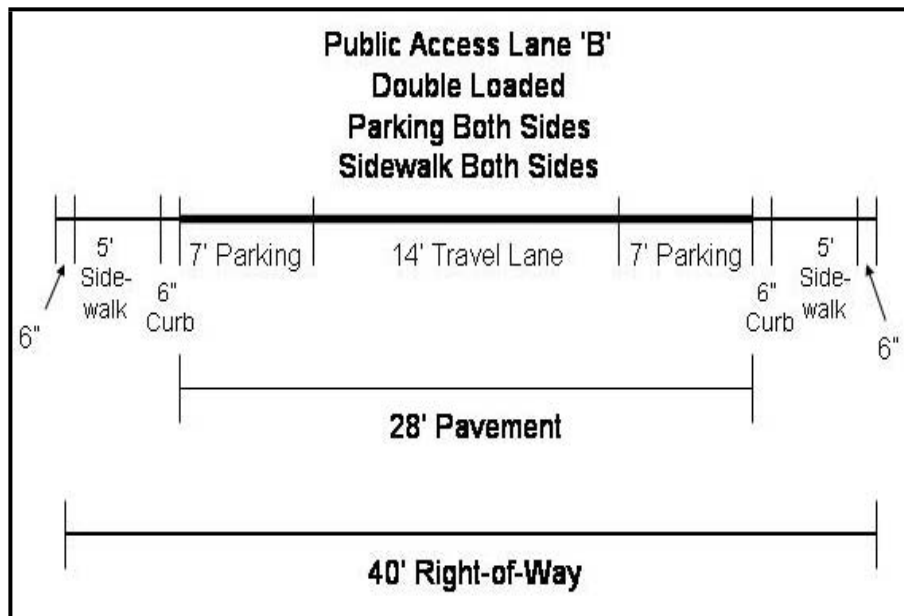 Public Access Lane 'B'
Double Loaded
Parking Both Sides
Sidewalk Both Sides
6"
5'
Side-
walk
6"
Curb
7' Parking
14' Travel Lane
7' Parking
6"
Curb
5'
Side-
walk
6"
28' Pavement
40' Right-of-Way